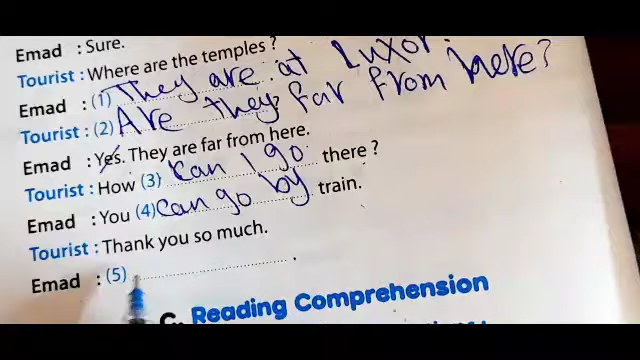 Emad : Sure.
Tourist : Where are the temples ?
Emad : (1) They are at Luxor.
Tourist : (2) Are they far from here?
Emad : Yes. They are far from here.
Tourist : How (3) can I go there ?
Emad : You (4) can go by train.
Tourist : Thank you so much.
Emad : (5) .
C. Reading Comprehension